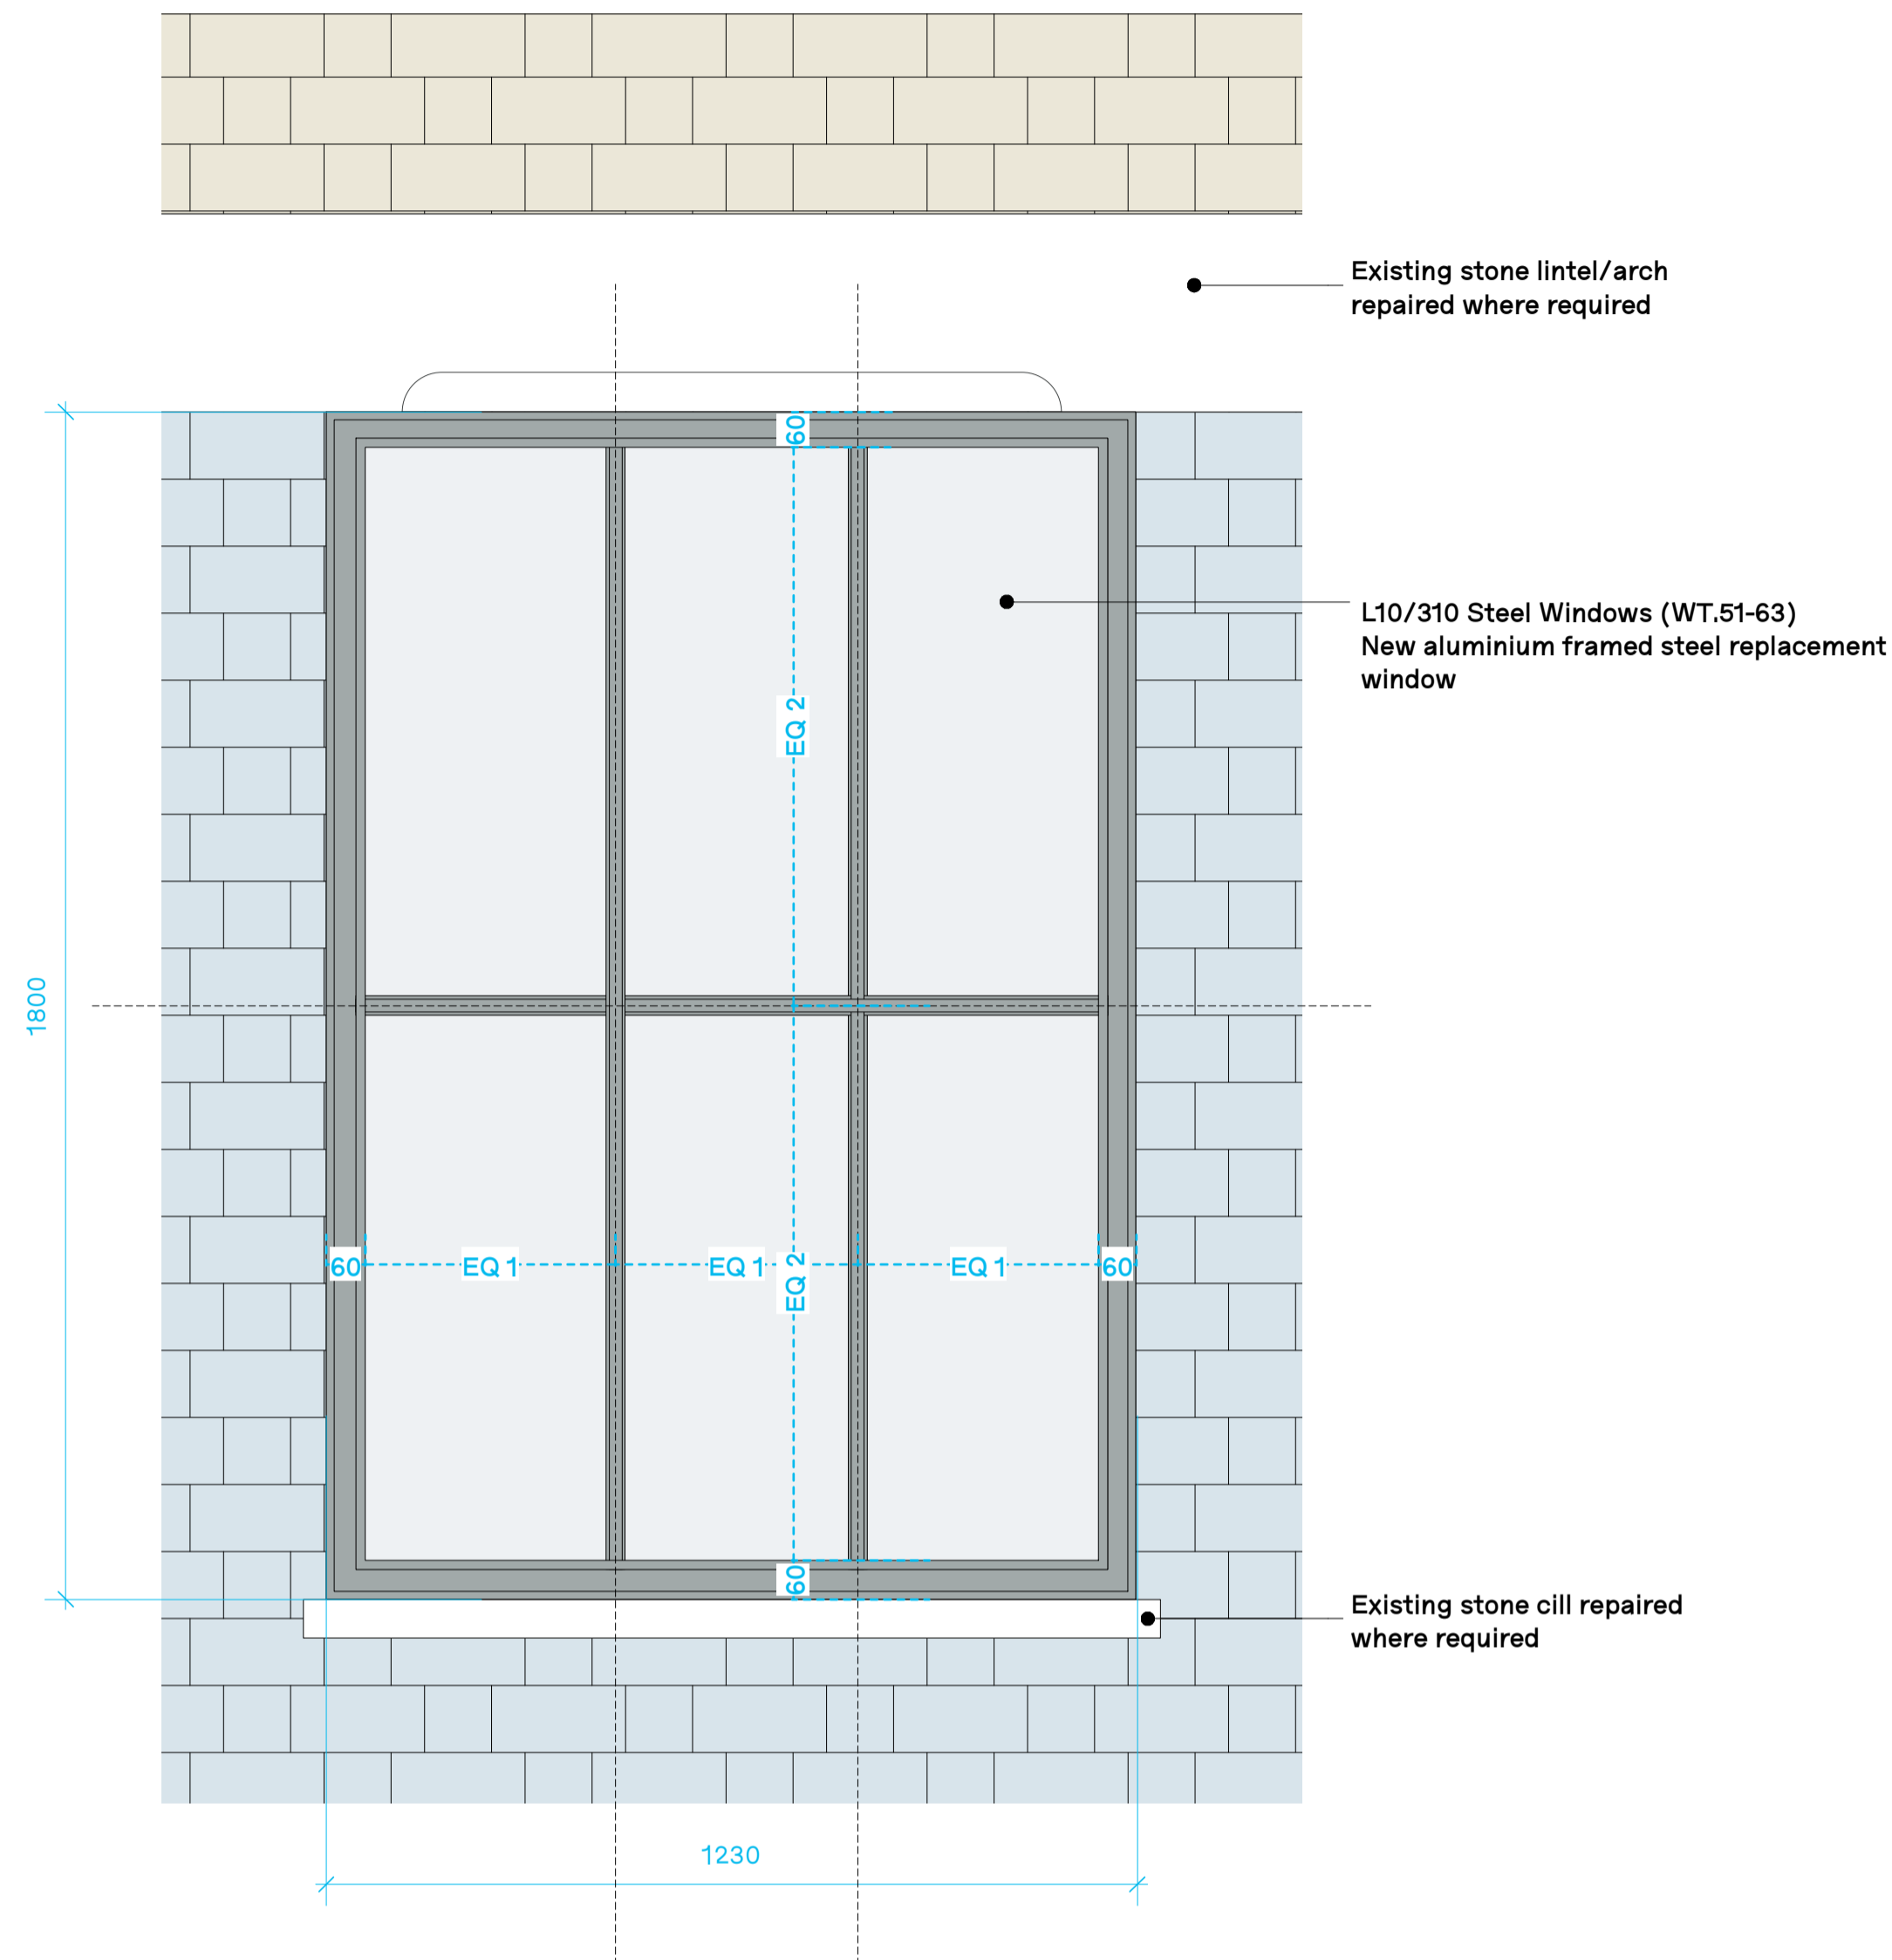 Existing stone lintel/arch
repaired where required
60
L10/310 Steel Windows (WT.51-63)
New aluminium framed steel replacement
window
EQ 2
1800
60
EQ 1
EQ 1
EQ 2
EQ 1
60
60
Existing stone cill repaired
where required
1230